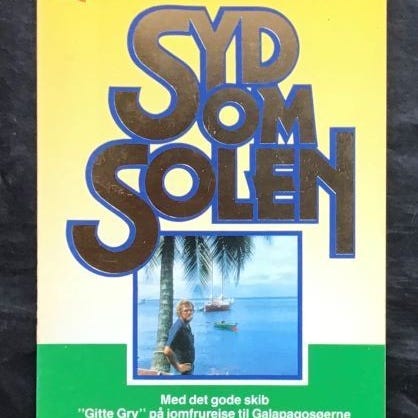 SYD
OM
SOLEN
Med det gode skib
"Gitte Gry" på jomfrurejse til Galapagosøerne